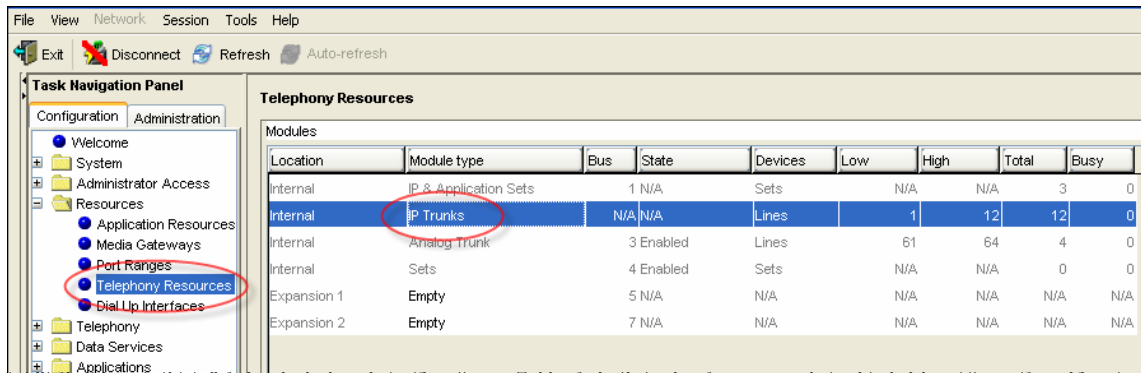 File View Network Session Tools Help
Exit Disconnect Refresh Auto-refresh
Task Navigation Panel
Configuration Administration
Welcome
System
Administrator Access
Resources
Application Resources
Media Gateways
Port Ranges
Telephony Resources
Dial Up Interfaces
Telephony
Data Services
Applications
Telephony Resources
Modules
Location Module type Bus State Devices Low High Total Busy
Internal IP & Application Sets 1 N/A Sets N/A N/A 3 0
Internal IP Trunks N/A N/A Lines 1 12 12 0
Internal Analog Trunk 3 Enabled Lines 61 64 4 0
Internal Sets 4 Enabled Sets N/A N/A 0 0
Expansion 1 Empty 5 N/A N/A N/A N/A N/A N/A
Expansion 2 Empty 7 N/A N/A N/A N/A N/A N/A